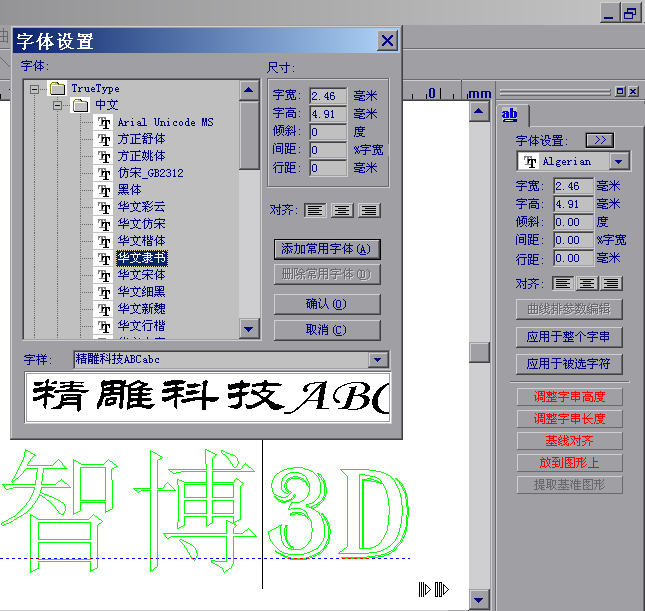 字体设置
字体:
TrueType
中文
Arial Unicode MS
方正舒体
方正姚体
仿宋_GB2312
黑体
华文彩云
华文仿宋
华文楷体
华文隶书
华文宋体
华文细黑
华文新魏
华文行楷
尺寸:
字宽: 2.46 毫米
字高: 4.91 毫米
倾斜: 0 度
间距: 0 %字宽
行距: 0 毫米
对齐:
添加常用字体(A)
删除常用字体(D)
确认(O)
取消(C)
字样: 精雕科技ABCabc
精雕科技ABC
智博3D
0 mm
ab
字体设置: >>
Algerian
字宽: 2.46 毫米
字高: 4.91 毫米
倾斜: 0.00 度
间距: 0.00 %字宽
行距: 0.00 毫米
对齐:
曲线排参数编辑
应用于整个字串
应用于被选字符
调整字串高度
调整字串长度
基线对齐
放到图形上
提取基准图形